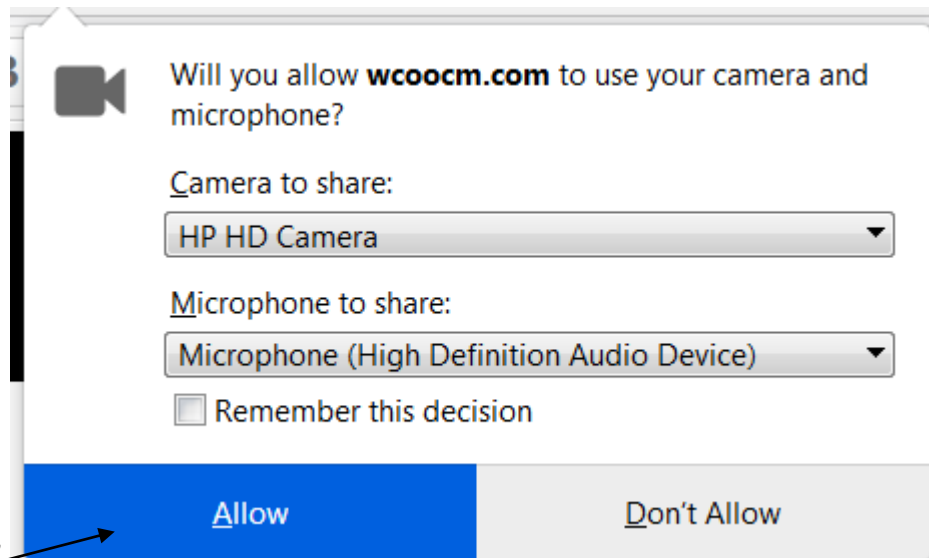 Will you allow wcoocm.com to use your camera and
microphone?
Camera to share:
HP HD Camera
Microphone to share:
Microphone (High Definition Audio Device)
Remember this decision
Allow
Don't Allow